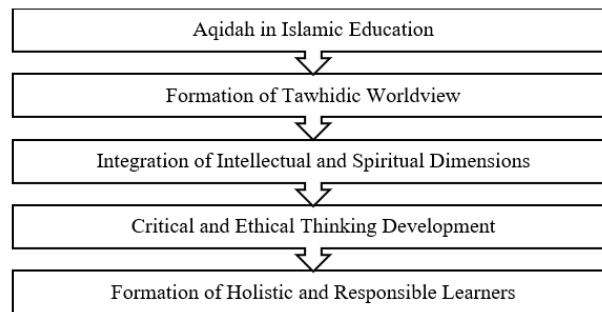 Aqidah in Islamic Education
Formation of Tawhidic Worldview
Integration of Intellectual and Spiritual Dimensions
Critical and Ethical Thinking Development
Formation of Holistic and Responsible Learners